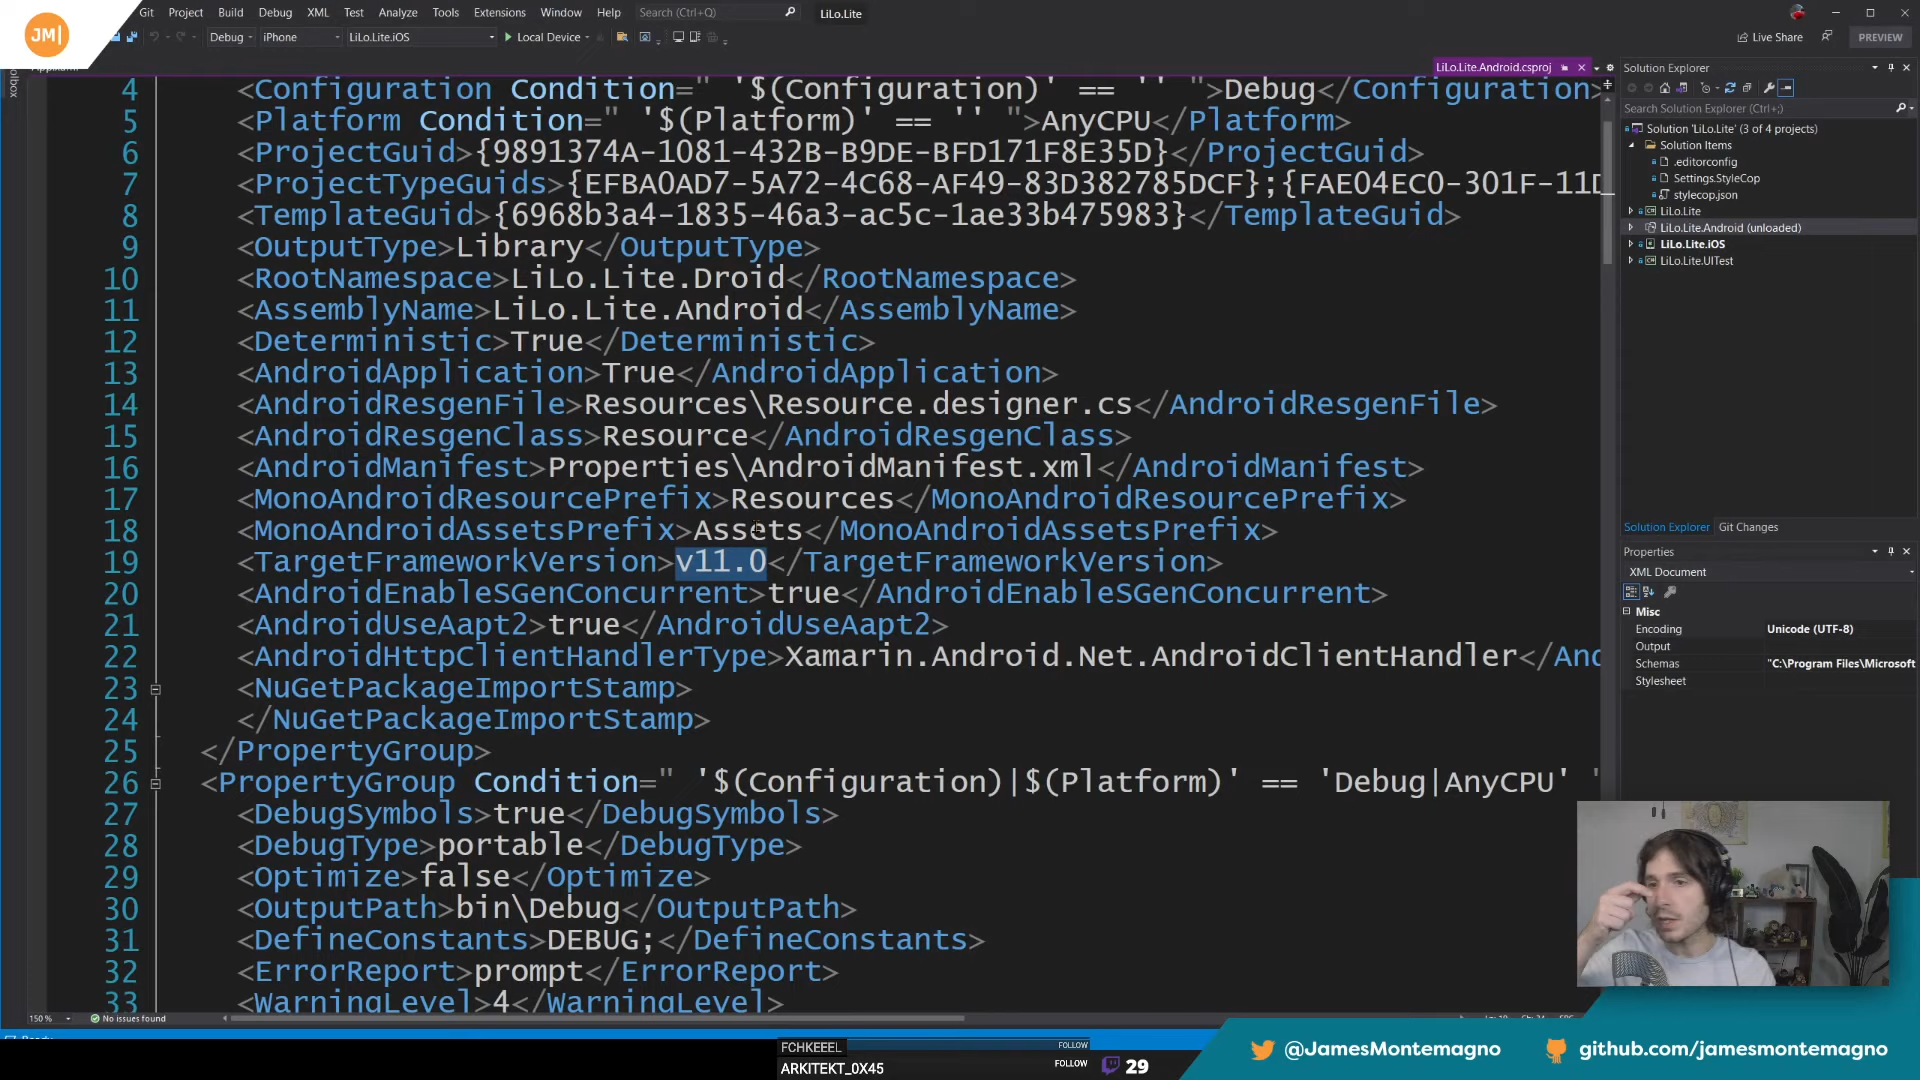 JM|
Git Project Build Debug XML Test Analyze Tools Extensions Window Help Search (Ctrl+Q) LiLo.Lite
Debug iPhone LiLo.Lite.iOS Local Device Live Share PREVIEW
LiLo.Lite.Android.csproj
4 <Configuration Condition=" '$(Configuration)' == '' ">Debug</Configuration>
5 <Platform Condition=" '$(Platform)' == '' ">AnyCPU</Platform>
6 <ProjectGuid>{9891374A-1081-432B-B9DE-BFD171F8E35D}</ProjectGuid>
7 <ProjectTypeGuids>{EFBA0AD7-5A72-4C68-AF49-83D382785DCF};{FAE04EC0-301F-11D
8 <TemplateGuid>{6968b3a4-1835-46a3-ac5c-1ae33b475983}</TemplateGuid>
9 <OutputType>Library</OutputType>
10 <RootNamespace>LiLo.Lite.Droid</RootNamespace>
11 <AssemblyName>LiLo.Lite.Android</AssemblyName>
12 <Deterministic>True</Deterministic>
13 <AndroidApplication>True</AndroidApplication>
14 <AndroidResgenFile>Resources\Resource.designer.cs</AndroidResgenFile>
15 <AndroidResgenClass>Resource</AndroidResgenClass>
16 <AndroidManifest>Properties\AndroidManifest.xml</AndroidManifest>
17 <MonoAndroidResourcePrefix>Resources</MonoAndroidResourcePrefix>
18 <MonoAndroidAssetsPrefix>Assets</MonoAndroidAssetsPrefix>
19 <TargetFrameworkVersion>v11.0</TargetFrameworkVersion>
20 <AndroidEnableSGenConcurrent>true</AndroidEnableSGenConcurrent>
21 <AndroidUseAapt2>true</AndroidUseAapt2>
22 <AndroidHttpClientHandlerType>Xamarin.Android.Net.AndroidClientHandler</And
23 <NuGetPackageImportStamp>
24 </NuGetPackageImportStamp>
25 </PropertyGroup>
26 <PropertyGroup Condition=" '$(Configuration)|$(Platform)' == 'Debug|AnyCPU' '
27 <DebugSymbols>true</DebugSymbols>
28 <DebugType>portable</DebugType>
29 <Optimize>false</Optimize>
30 <OutputPath>bin\Debug</OutputPath>
31 <DefineConstants>DEBUG;</DefineConstants>
32 <ErrorReport>prompt</ErrorReport>
33 <WarningLevel>4</WarningLevel>
150 % No issues found
Solution Explorer
Search Solution Explorer (Ctrl+;)
Solution 'LiLo.Lite' (3 of 4 projects)
Solution Items
.editorconfig
Settings.StyleCop
stylecop.json
LiLo.Lite
LiLo.Lite.Android (unloaded)
LiLo.Lite.iOS
LiLo.Lite.UITest
Solution Explorer Git Changes
Properties
XML Document
Misc
Encoding Unicode (UTF-8)
Output
Schemas "C:\Program Files\Microsoft
Stylesheet
FCHKEEEL FOLLOW
ARKITEKT_0X45 FOLLOW
29
@JamesMontemagno
github.com/jamesmontemagno